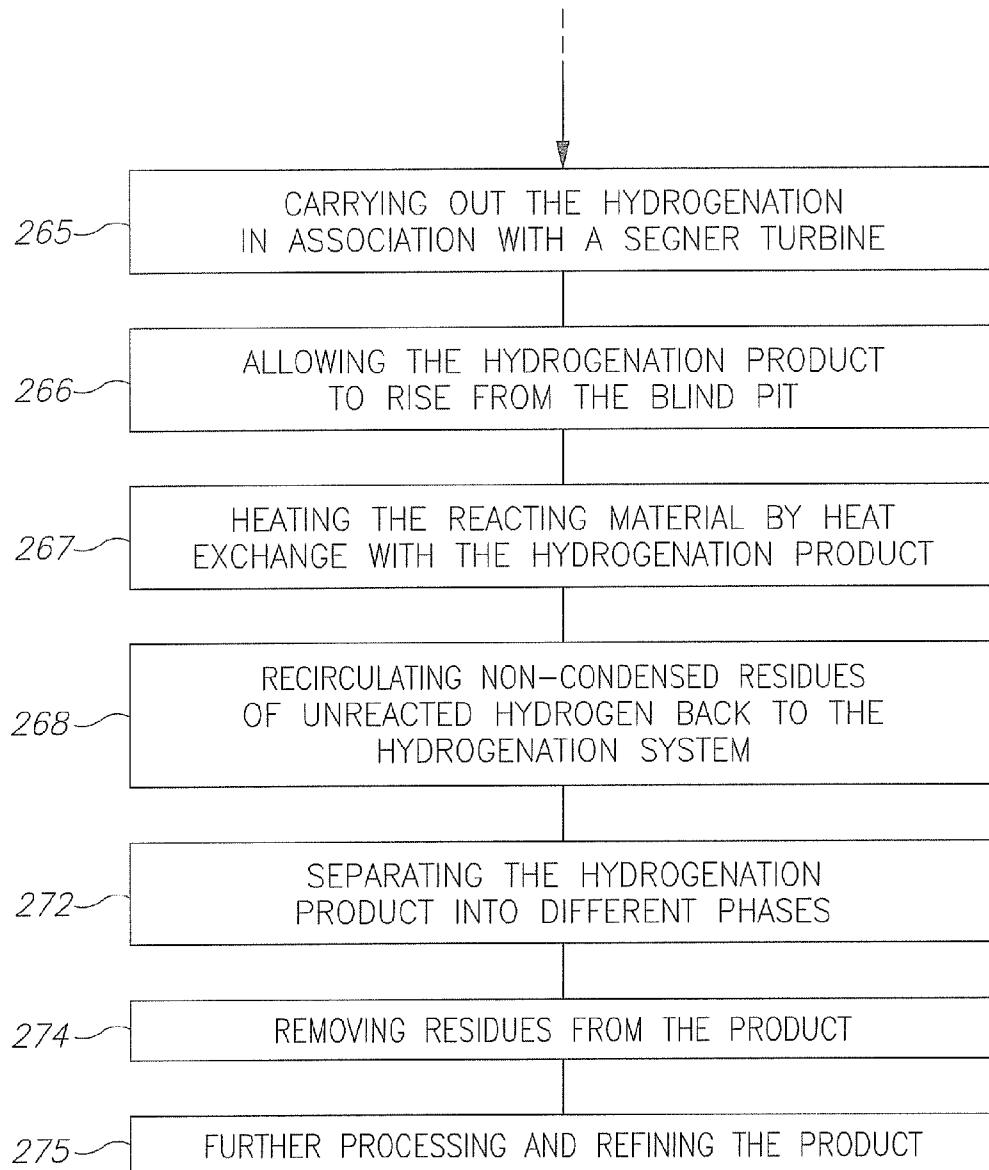 265
CARRYING OUT THE HYDROGENATION
IN ASSOCIATION WITH A SEGNER TURBINE
266
ALLOWING THE HYDROGENATION PRODUCT
TO RISE FROM THE BLIND PIT
267
HEATING THE REACTING MATERIAL BY HEAT
EXCHANGE WITH THE HYDROGENATION PRODUCT
268
RECIRCULATING NON-CONDENSED RESIDUES
OF UNREACTED HYDROGEN BACK TO THE
HYDROGENATION SYSTEM
272
SEPARATING THE HYDROGENATION
PRODUCT INTO DIFFERENT PHASES
274
REMOVING RESIDUES FROM THE PRODUCT
275
FURTHER PROCESSING AND REFINING THE PRODUCT